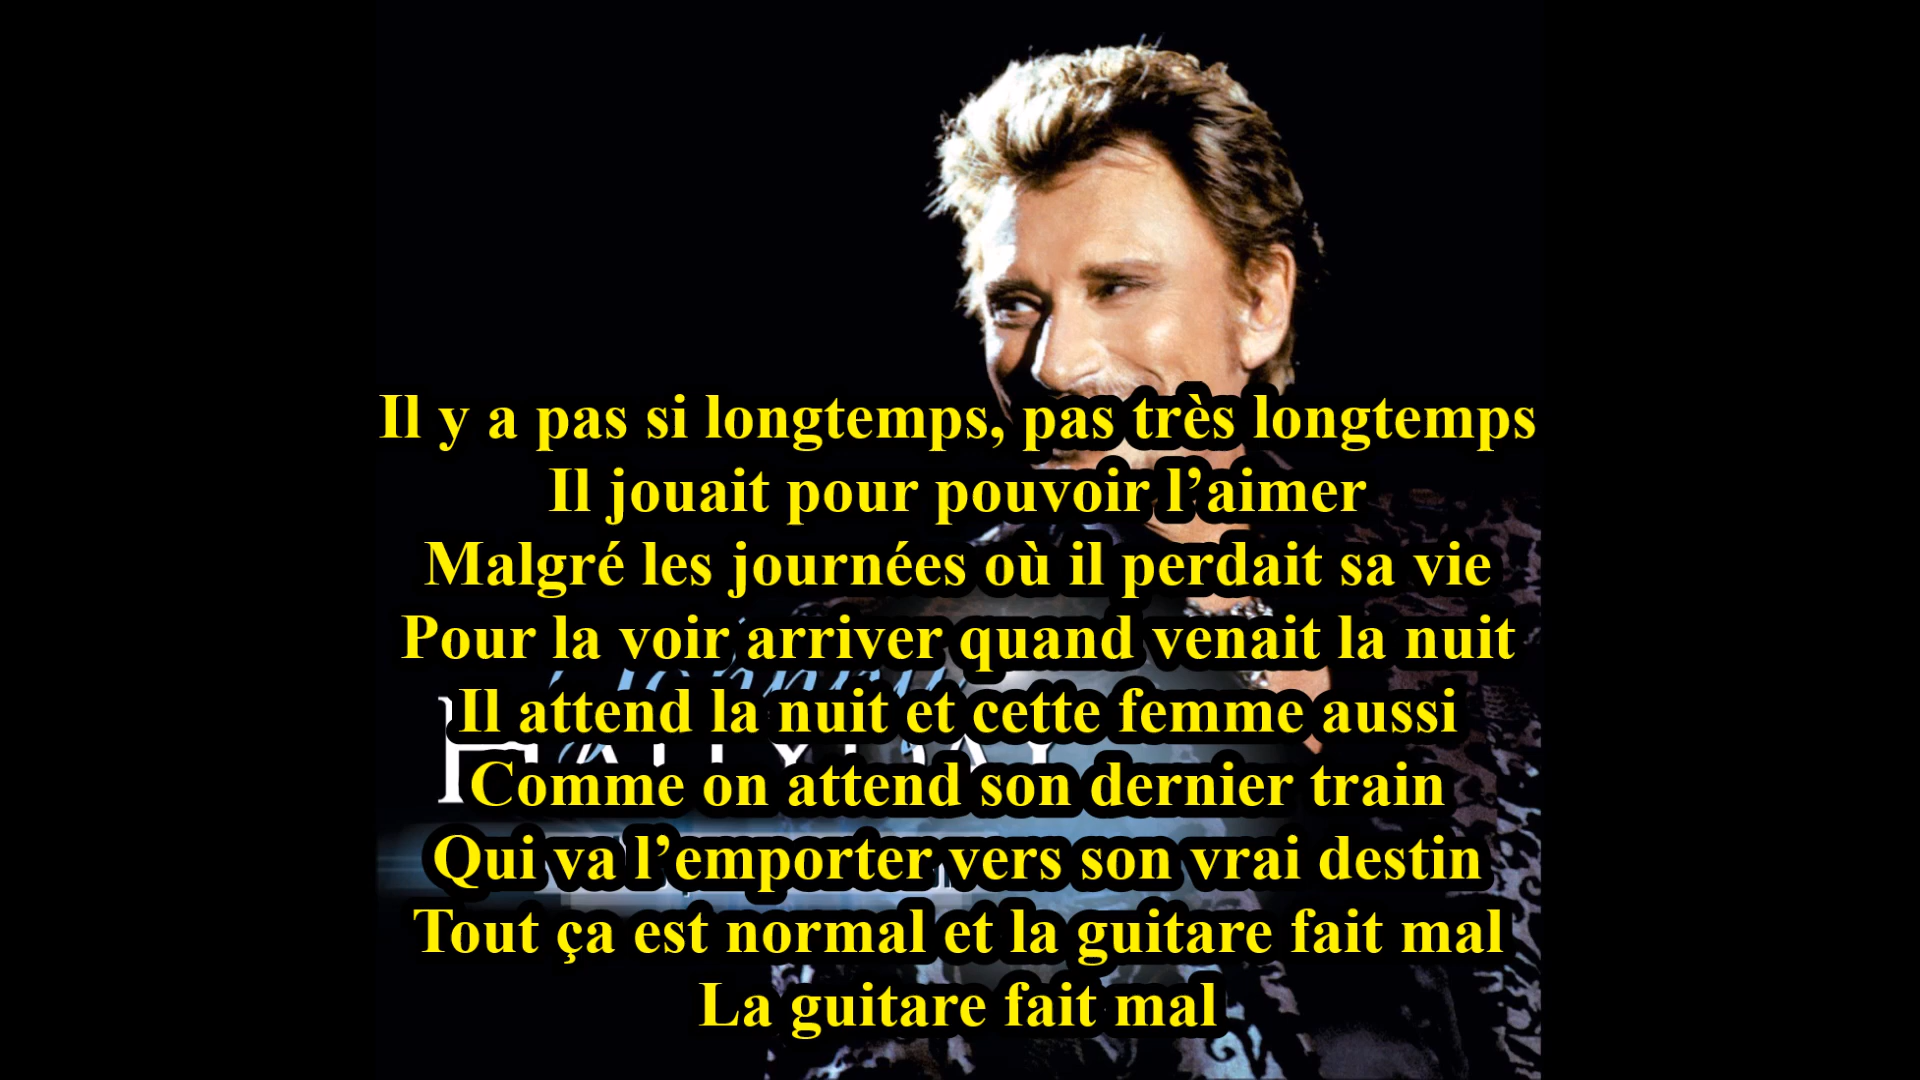 Il y a pas si longtemps, pas très longtemps
Il jouait pour pouvoir l’aimer
Malgré les journées où il perdait sa vie
Pour la voir arriver quand venait la nuit
Il attend la nuit et cette femme aussi
Comme on attend son dernier train
Qui va l’emporter vers son vrai destin
Tout ça est normal et la guitare fait mal
La guitare fait mal
Johnny
HALLYDAY